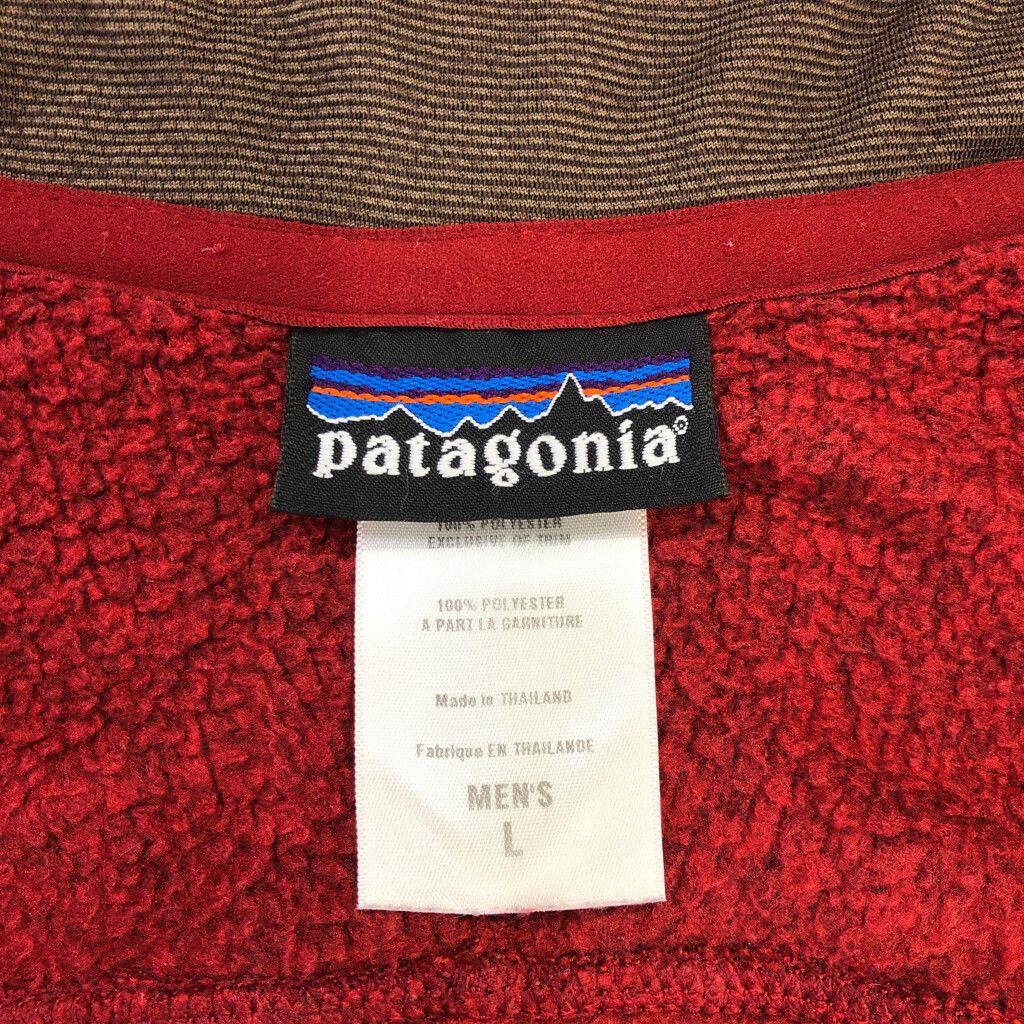 patagonia®
100% POLYESTER
EXCLUSIVE OF TRIM
100% POLYESTER
A PART LA GARNITURE
Made in THAILAND
Fabrique EN THAILANDE
MEN'S
L